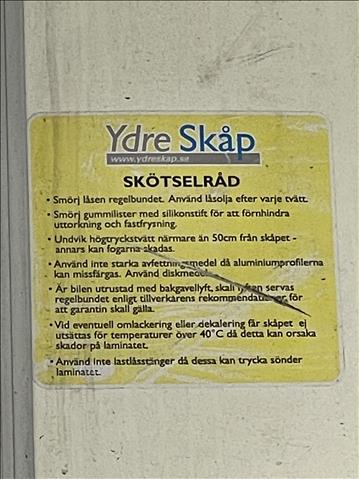 Ydre Skåp
www.ydreskap.se
SKÖTSELRÅD
• Smörj låsen regelbundet. Använd låsolja efter varje tvätt.
• Smörj gummilister med silikonstift för att förnhindra
uttorkning och fastfrysning.
• Undvik högtryckstvätt närmare än 50cm från skåpet -
annars kan fogarna skadas.
• Använd inte starka avfettningsmedel då aluminiumprofilerna
kan missfärgas. Använd diskmedel
• Är bilen utrustad med bakgavellyft, skall lyften servas
regelbundet enligt tillverkarens rekommendationer för
att garantin skall gälla.
• Vid eventuell omlackering eller dekalering får skåpet ej
utsättas för temperaturer över 40°C då detta kan orsaka
skador på laminatet.
• Använd inte lastlåsstänger då dessa kan trycka sönder
laminatet.